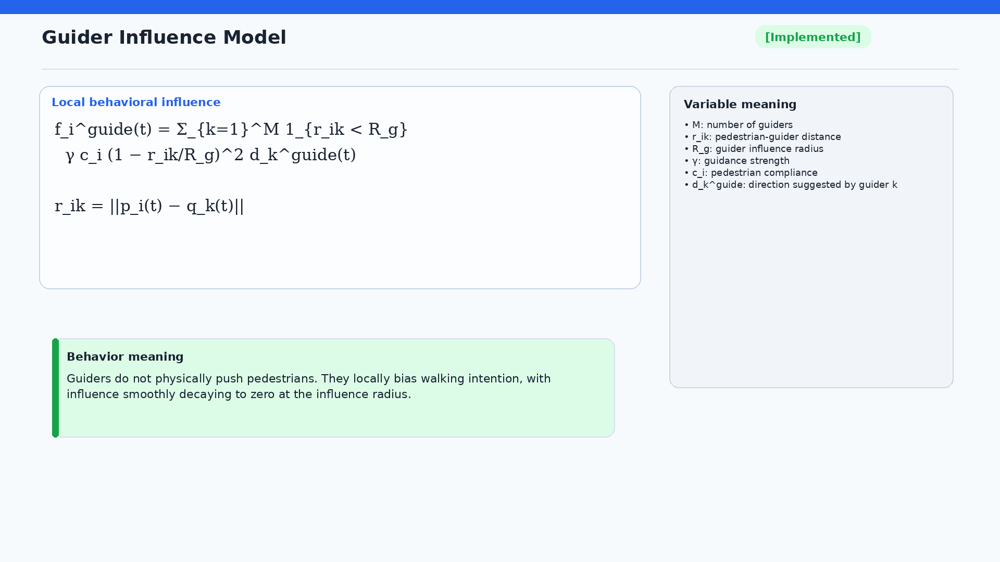 Guider Influence Model
[Implemented]
Local behavioral influence
f_i^guide(t) = Σ_{k=1}^M 1_{r_ik < R_g}
γ c_i (1 − r_ik/R_g)^2 d_k^guide(t)
r_ik = ||p_i(t) − q_k(t)||
Variable meaning
• M: number of guiders
• r_ik: pedestrian-guider distance
• R_g: guider influence radius
• γ: guidance strength
• c_i: pedestrian compliance
• d_k^guide: direction suggested by guider k
Behavior meaning
Guiders do not physically push pedestrians. They locally bias walking intention, with
influence smoothly decaying to zero at the influence radius.